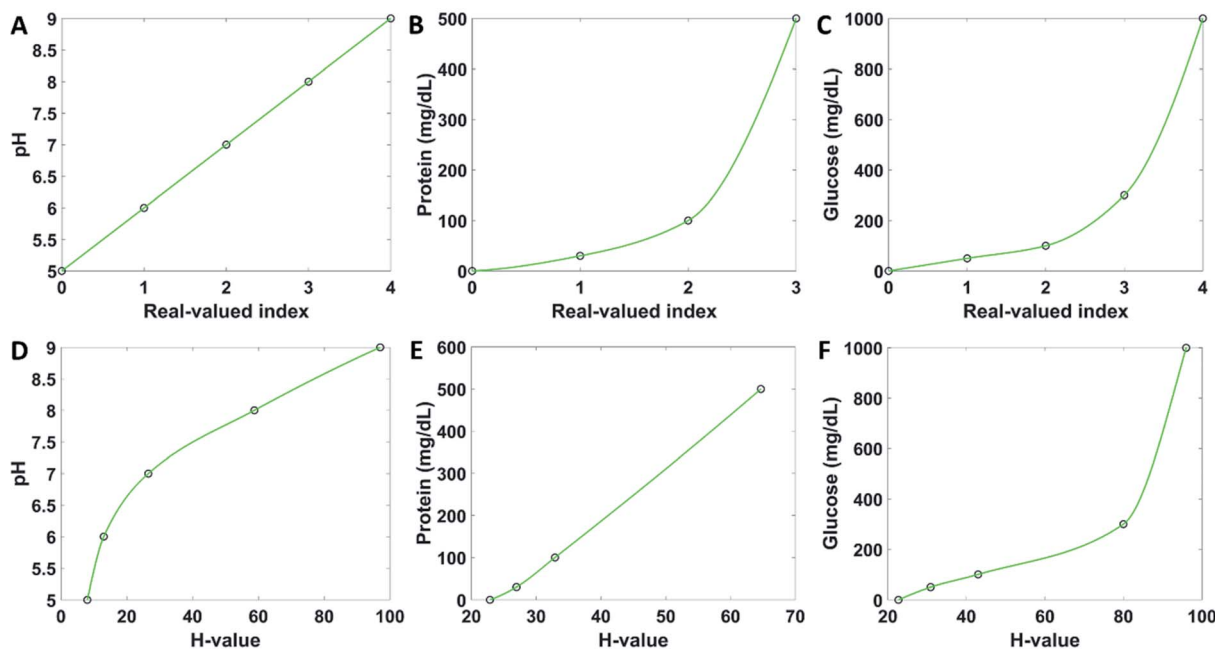 A
9
8.5
8
7.5
7
6.5
6
5.5
5
pH
0 1 2 3 4
Real-valued index
B
500
400
300
200
100
0
Protein (mg/dL)
0 1 2 3
Real-valued index
C
1000
800
600
400
200
0
Glucose (mg/dL)
0 1 2 3 4
Real-valued index
D
9
8.5
8
7.5
7
6.5
6
5.5
5
pH
0 20 40 60 80 100
H-value
E
600
500
400
300
200
100
0
Protein (mg/dL)
20 30 40 50 60 70
H-value
F
1000
800
600
400
200
0
Glucose (mg/dL)
20 40 60 80 100
H-value